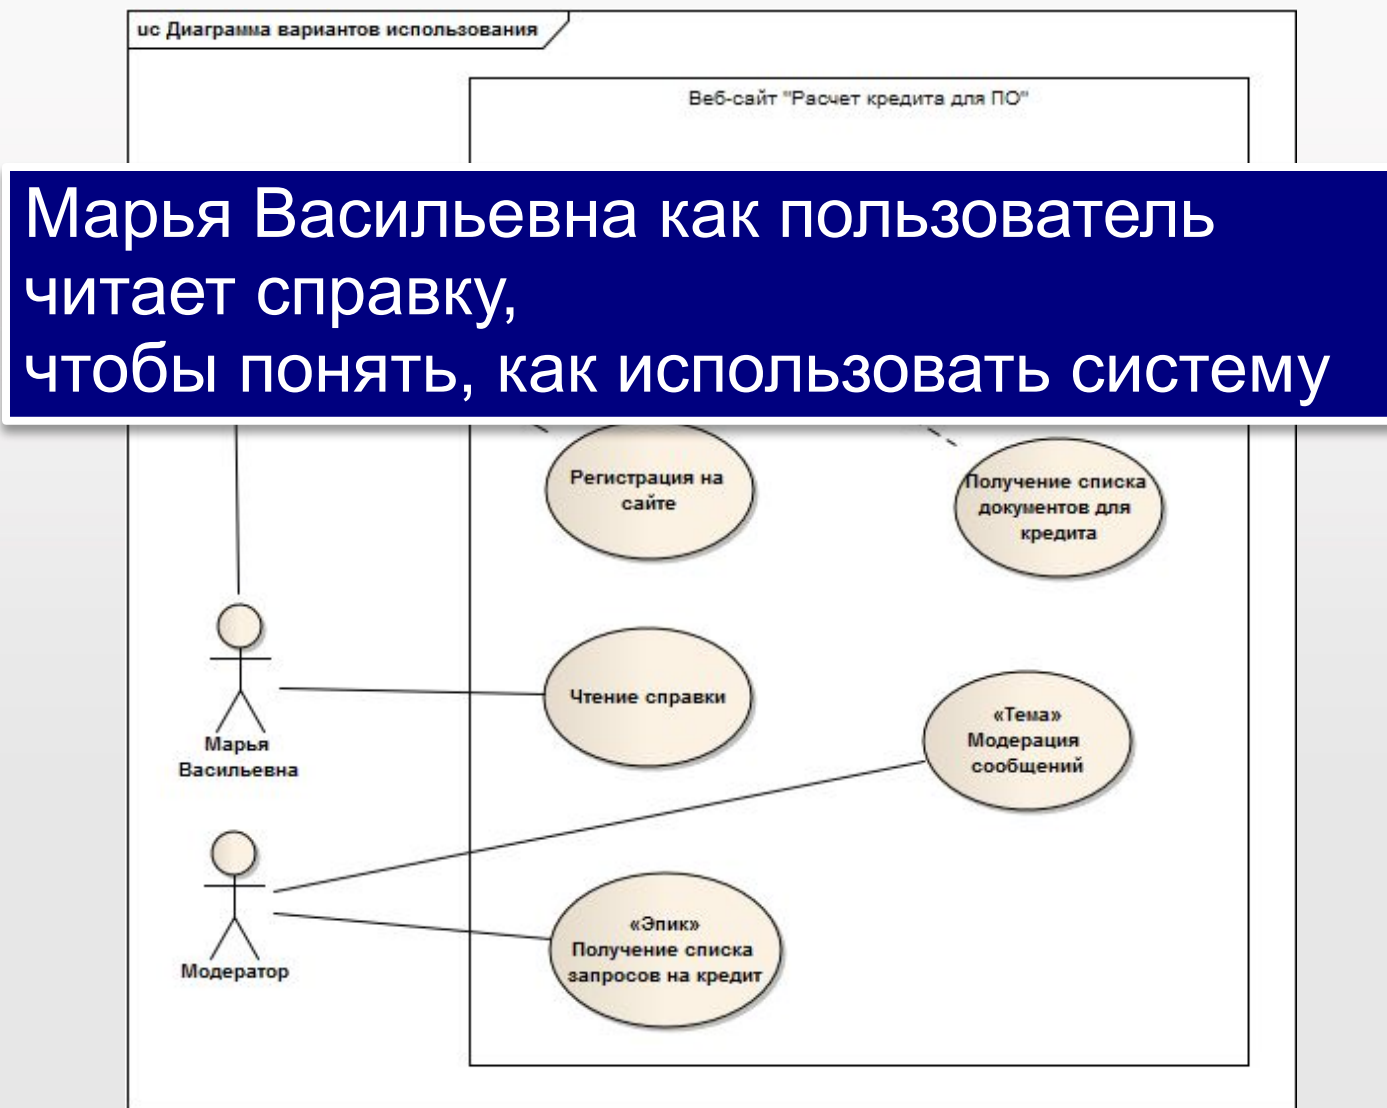 uc Диаграмма вариантов использования
Веб-сайт "Расчет кредита для ПО"
Марья Васильевна как пользователь
читает справку,
чтобы понять, как использовать систему
Регистрация на
сайте
Получение списка
документов для
кредита
Чтение справки
«Тема»
Модерация
сообщений
Марья
Васильевна
«Эпик»
Получение списка
запросов на кредит
Модератор